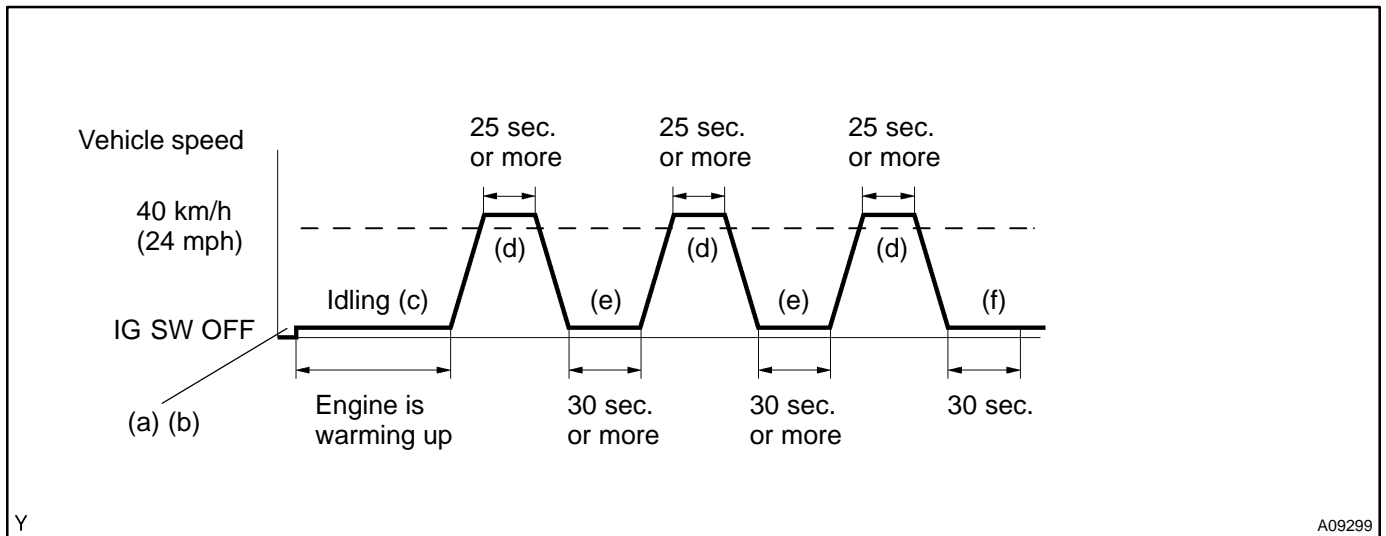 Vehicle speed
25 sec.
or more
25 sec.
or more
25 sec.
or more
40 km/h
(24 mph)
(d)
(d)
(d)
Idling (c)
(e)
(e)
(f)
IG SW OFF
(a) (b)
Engine is
warming up
30 sec.
or more
30 sec.
or more
30 sec.
Y
A09299